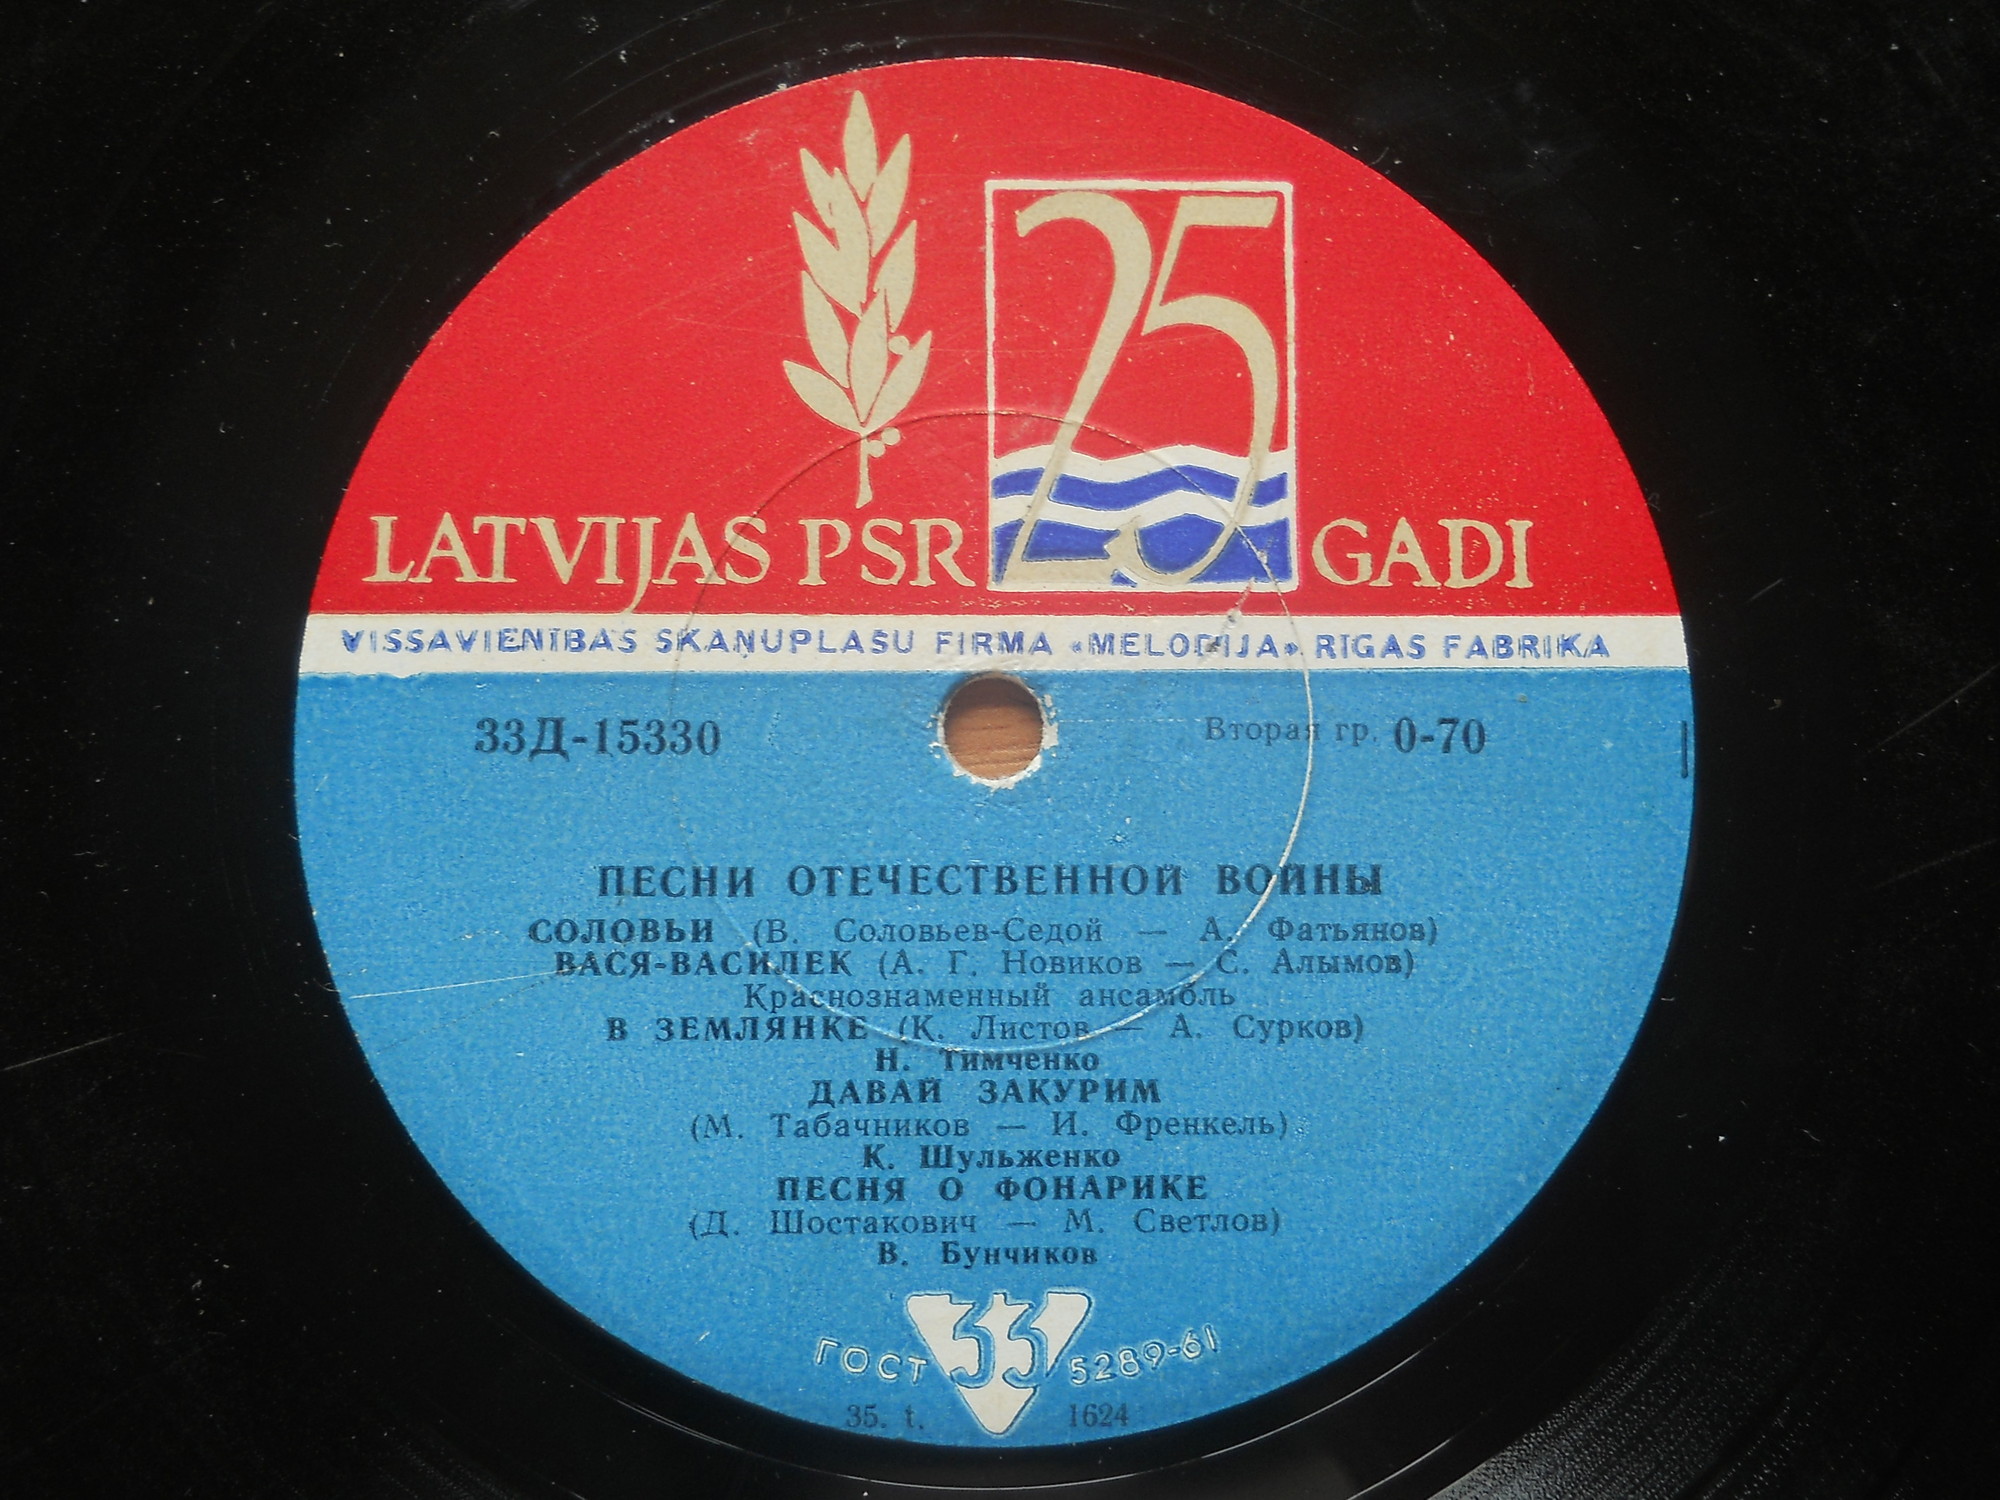 LATVIJAS PSR 25 GADI
VISSAVIENĪBAS SKAŅUPLAŠU FIRMA «MELODIJA» RIGAS FABRIKA
33Д-15330
Вторая гр. 0-70
ПЕСНИ ОТЕЧЕСТВЕННОЙ ВОЙНЫ
СОЛОВЬИ (В. Соловьев-Седой — А. Фатьянов)
ВАСЯ-ВАСИЛЕК (А. Г. Новиков — С. Алымов)
Краснознаменный ансамбль
В ЗЕМЛЯНКЕ (К. Листов — А. Сурков)
Н. Тимченко
ДАВАЙ ЗАКУРИМ
(М. Табачников — И. Френкель)
К. Шульженко
ПЕСНЯ О ФОНАРИКЕ
(Д. Шостакович — М. Светлов)
В. Бунчиков
ГОСТ 33 5289-61
35. t. 1624